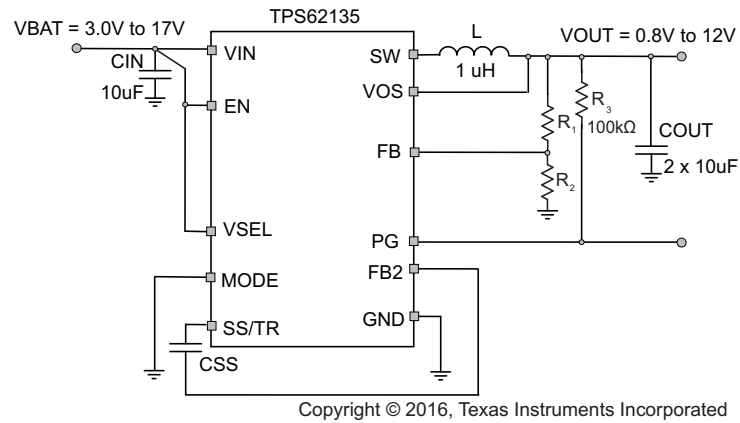 TPS62135
VBAT = 3.0V to 17V
VIN
CIN
10uF
EN
VSEL
MODE
SS/TR
CSS
SW
L
1 uH
VOS
FB
PG
FB2
GND
VOUT = 0.8V to 12V
R1
R2
R3
100kΩ
COUT
2 x 10uF
Copyright © 2016, Texas Instruments Incorporated